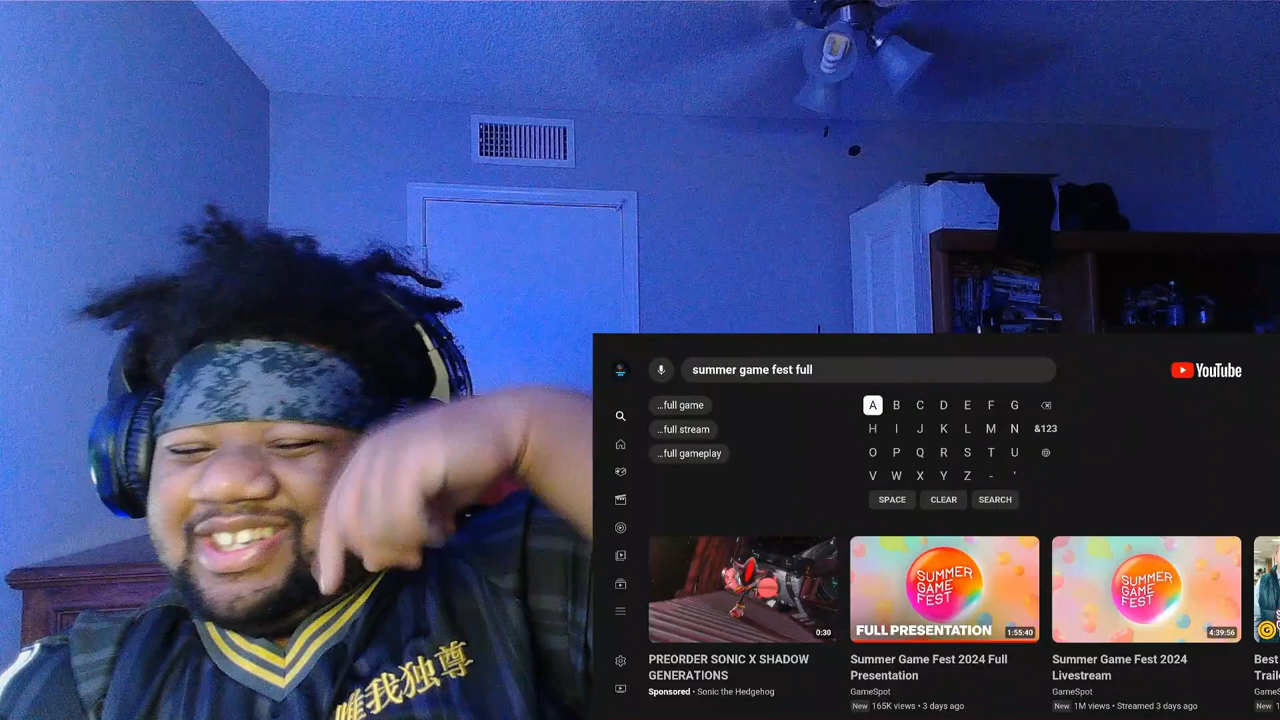 summer game fest full
YouTube
...full game
...full stream
...full gameplay
A B C D E F G
H I J K L M N &123
O P Q R S T U
V W X Y Z - '
SPACE CLEAR SEARCH
0:30
SUMMER
GAME
FEST
FULL PRESENTATION
1:55:40
SUMMER
GAME
FEST
4:39:56
PREORDER SONIC X SHADOW
GENERATIONS
Sponsored • Sonic the Hedgehog
Summer Game Fest 2024 Full
Presentation
GameSpot
New 165K views • 3 days ago
Summer Game Fest 2024
Livestream
GameSpot
New 1M views • Streamed 3 days ago
Best
New
唯我独尊